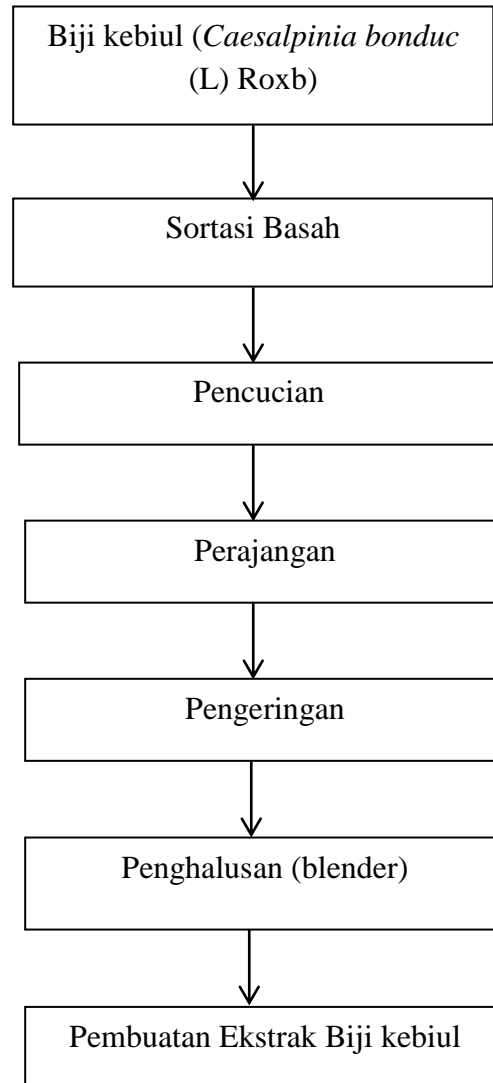 Biji kebiul (Caesalpinia bonduc
(L) Roxb)
Sortasi Basah
Pencucian
Perajangan
Pengeringan
Penghalusan (blender)
Pembuatan Ekstrak Biji kebiul